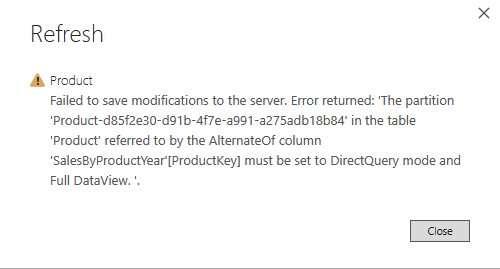 Refresh
Product
Failed to save modifications to the server. Error returned: 'The partition
'Product-d85f2e30-d91b-4f7e-a991-a275adb18b84' in the table
'Product' referred to by the AlternateOf column
'SalesByProductYear'[ProductKey] must be set to DirectQuery mode and
Full DataView. '.
Close